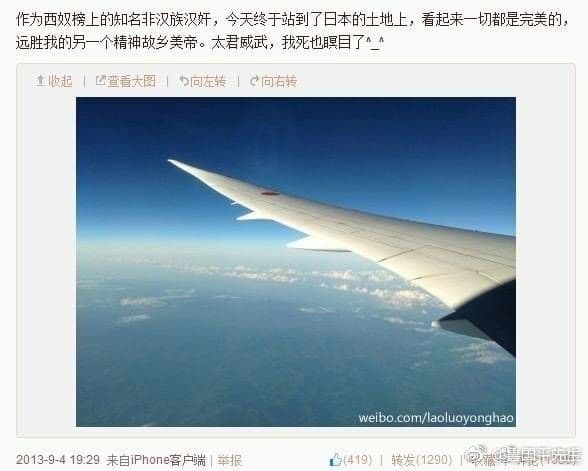 作为西奴榜上的知名非汉族汉奸，今天终于站到了日本的土地上，看起来一切都是完美的，
远胜我的另一个精神故乡美帝。太君威武，我死也瞑目了^_^
收起 | 查看大图 | 向左转 | 向右转
weibo.com/laoluoyonghao
2013-9-4 19:29 来自iPhone客户端 | 举报
(419) | 转发(1290) | 收藏